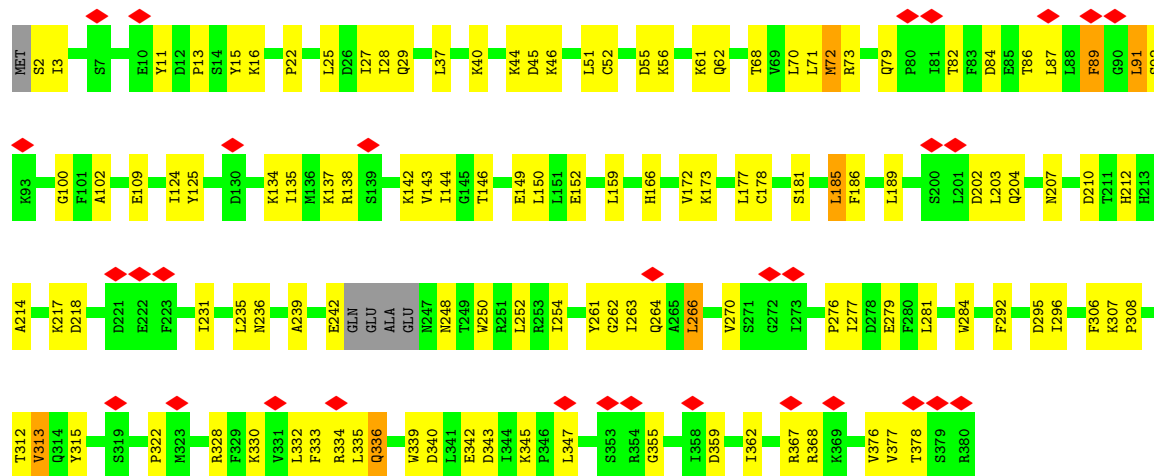 MET S2 I3 S7 E10 Y11 D12 P13 S14 Y15 K16 P22 L25 D26 I27 I28 Q29 L37 K40 K44 D45 K46 L51 C52 D55 K56 K61 Q62 T68 V69 L70 L71 M72 R73 Q79 P80 I81 T82 F83 D84 E85 T86 L87 L88 F89 G90 L91 S92
K93 G100 F101 A102 E109 I124 Y125 D130 K134 I135 M136 K137 R138 S139 K142 V143 I144 G145 T146 E149 L150 L151 E152 L159 H166 V172 K173 L177 C178 S181 L185 F186 L189 S200 L201 D202 L203 Q204 N207 D210 T211 H212 H213
A214 K217 D218 D221 E222 F223 I231 L235 N236 A239 E242 GLN GLU ALA GLU N247 N248 T249 W250 R251 L252 R253 I254 Y261 G262 I263 Q264 A265 L266 V270 S271 G272 I273 P276 I277 D278 E279 F280 L281 W284 F292 D295 I296 F306 K307 P308
T312 V313 Q314 Y315 S319 P322 M323 R328 F329 K330 V331 L332 F333 R334 L335 Q336 W339 D340 L341 E342 D343 I344 K345 P346 L347 S353 R354 G355 I358 D359 I362 R367 R368 K369 V376 V377 T378 S379 R380